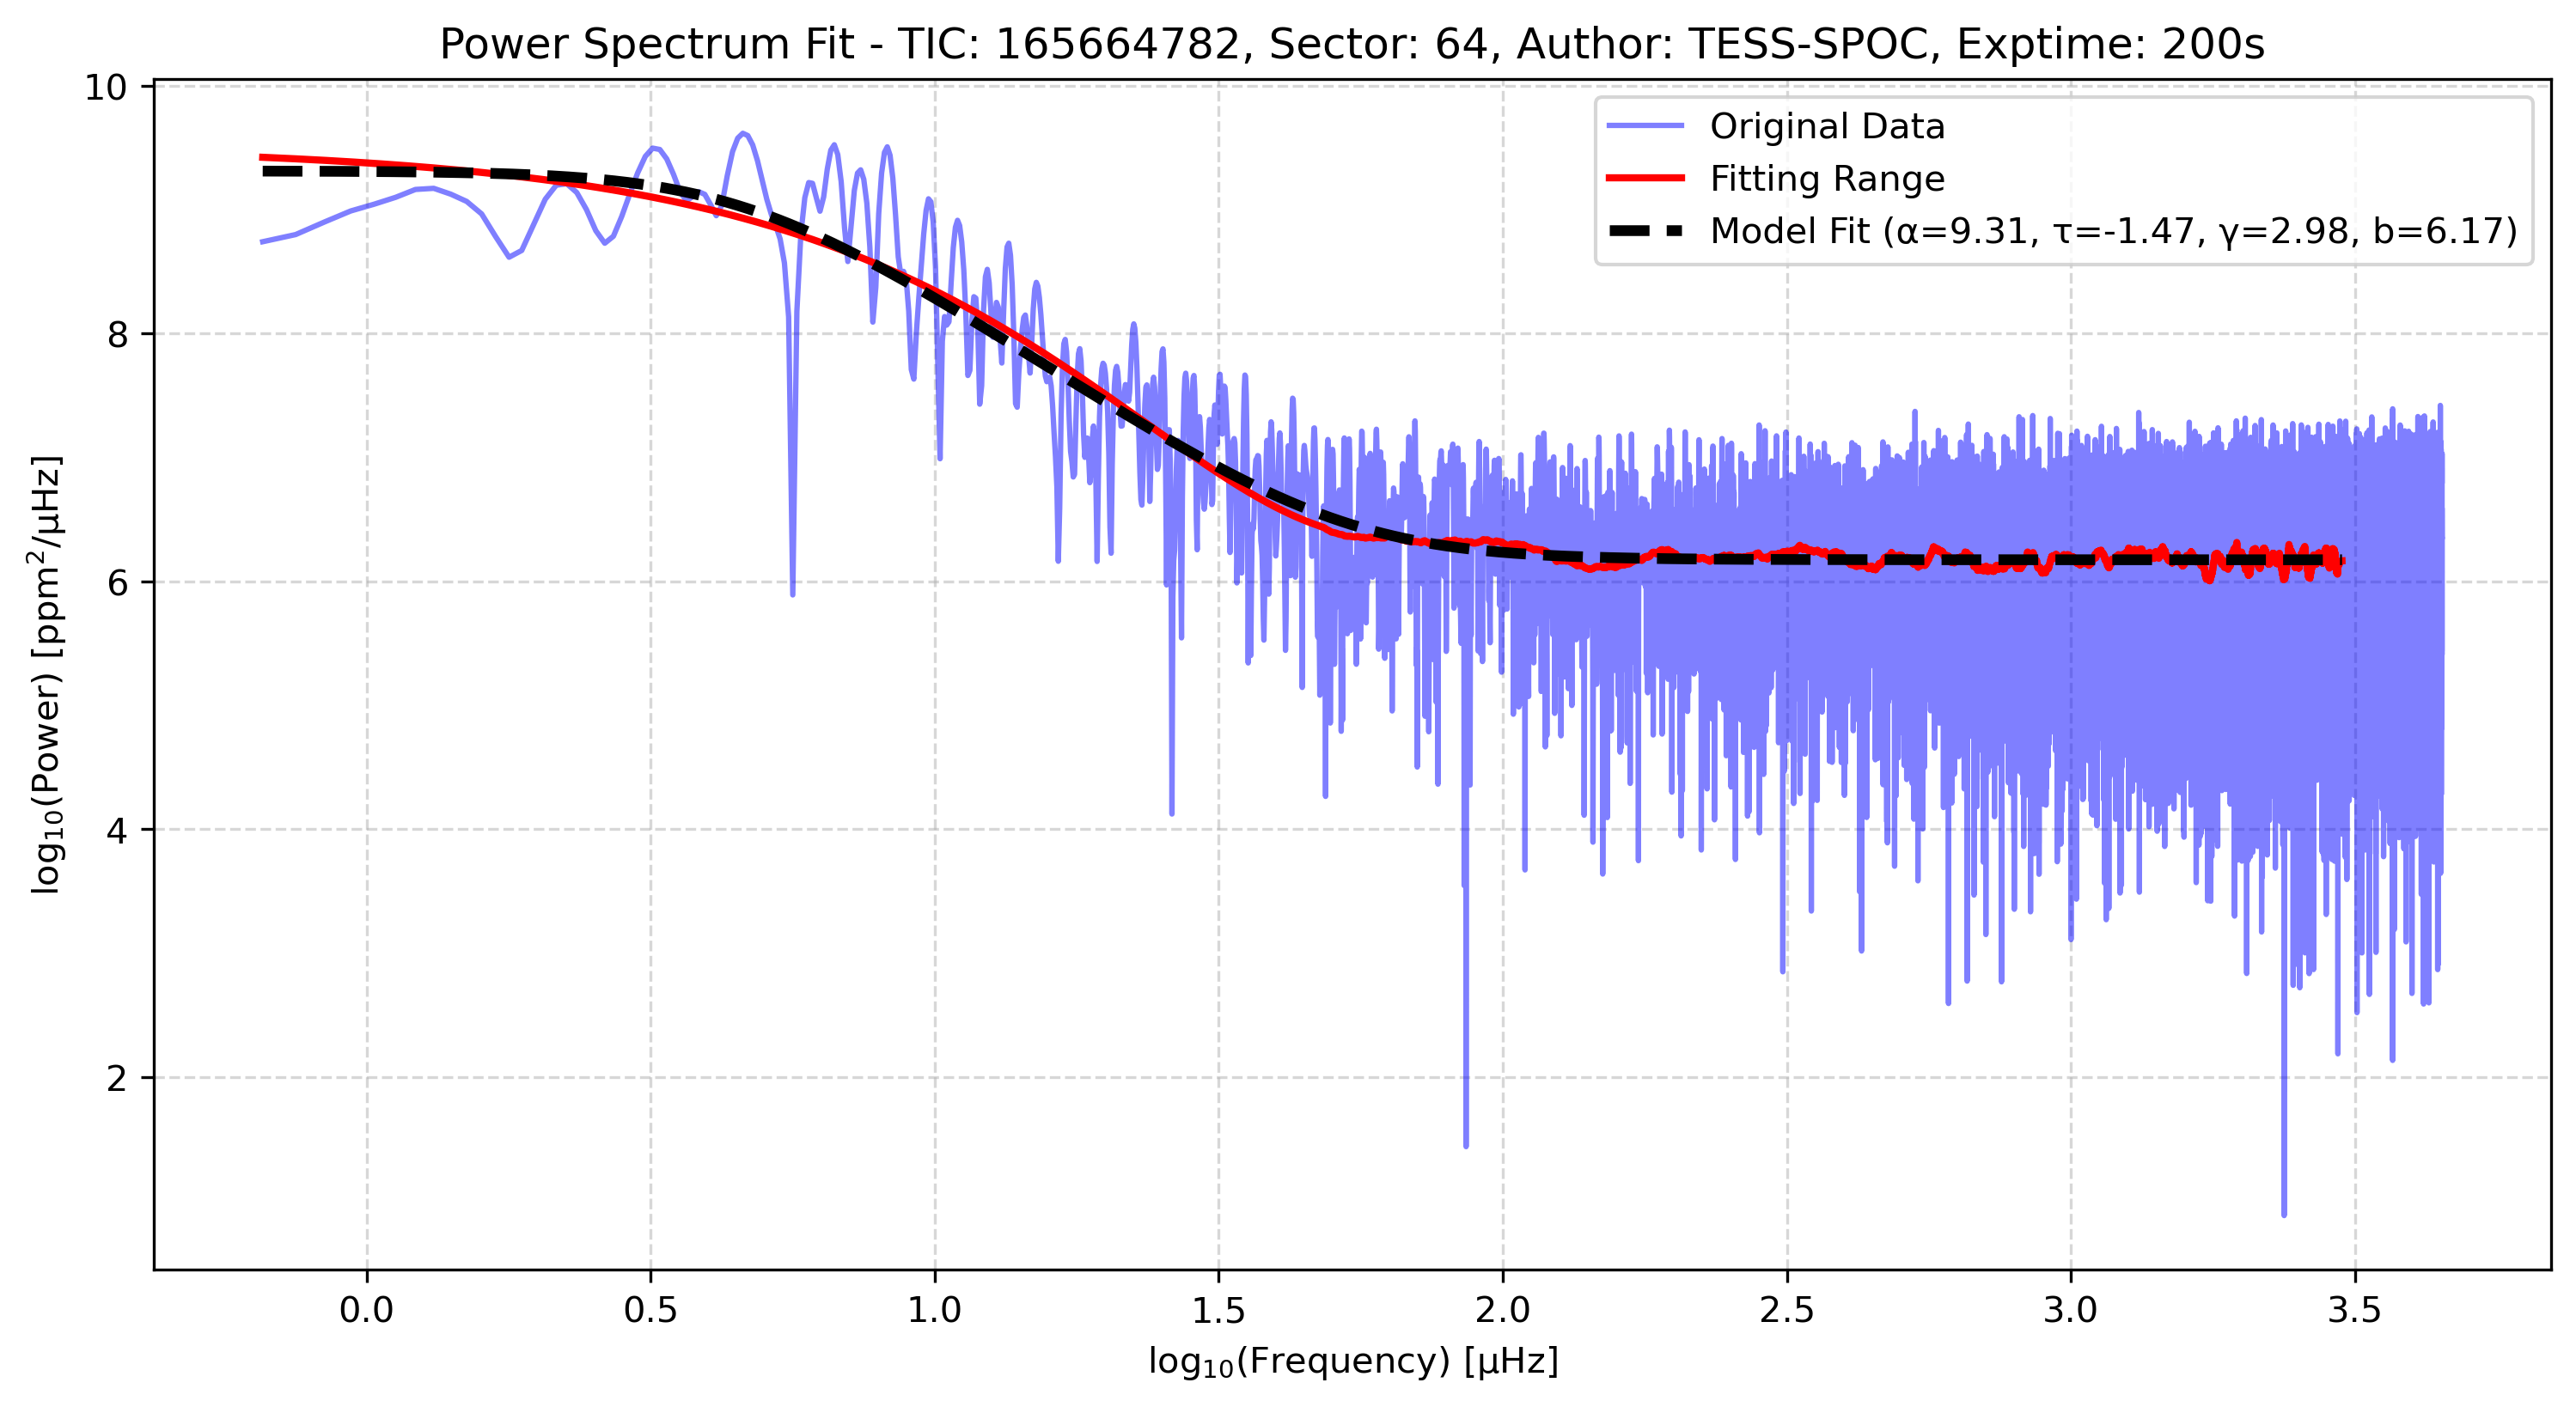 Power Spectrum Fit - TIC: 165664782, Sector: 64, Author: TESS-SPOC, Exptime: 200s
Original Data
Fitting Range
Model Fit (α=9.31, τ=-1.47, γ=2.98, b=6.17)
log₁₀(Power) [ppm²/μHz]
10
8
6
4
2
0.0 0.5 1.0 1.5 2.0 2.5 3.0 3.5
log₁₀(Frequency) [μHz]